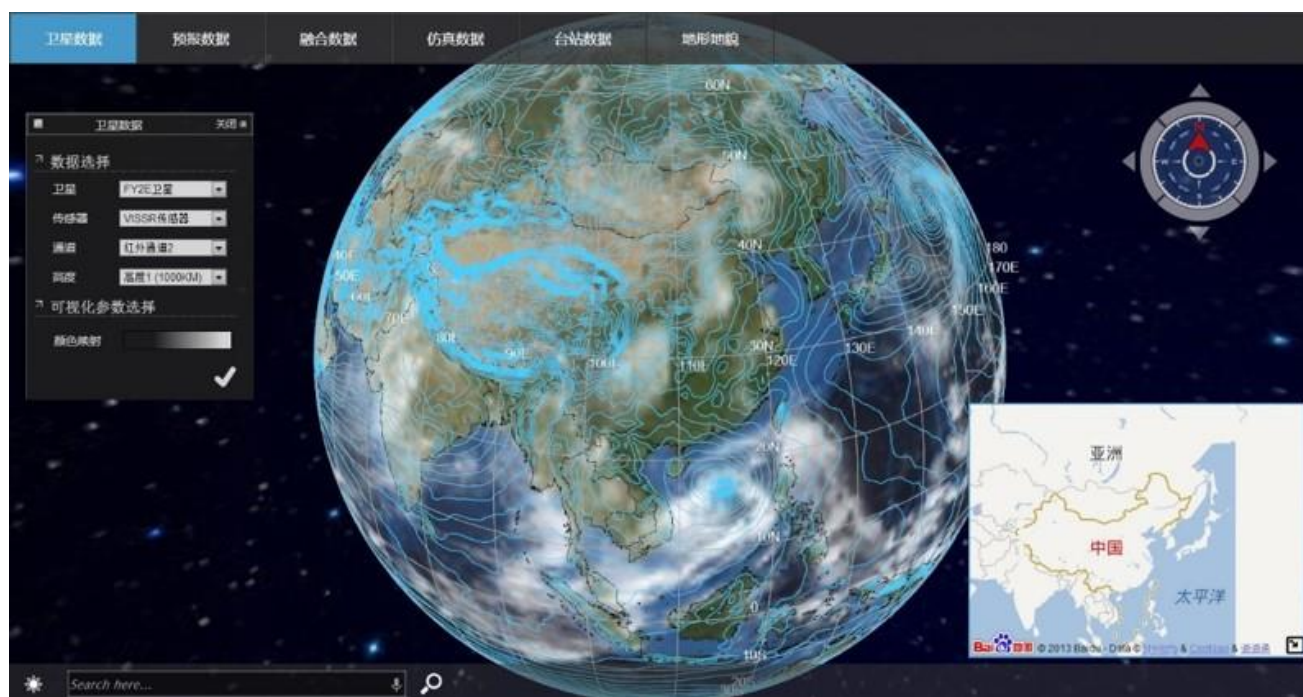 卫星数据 预报数据 融合数据 仿真数据 台站数据 地形地貌
卫星数据 关闭
数据选择
卫星 FY2E卫星
传感器 VISSR传感器
通道 红外通道2
高度 高度1 (1000KM)
可视化参数选择
颜色映射
60N
50N
40N
30N
20N
10N
0
10S
20S
40E
50E
60E
70E
80E
90E
100E
110E
120E
130E
140E
150E
160E
170E
180
亚洲
中国
太平洋
Bai 百度 © 2013 Baidu - Data © & &
Search here...